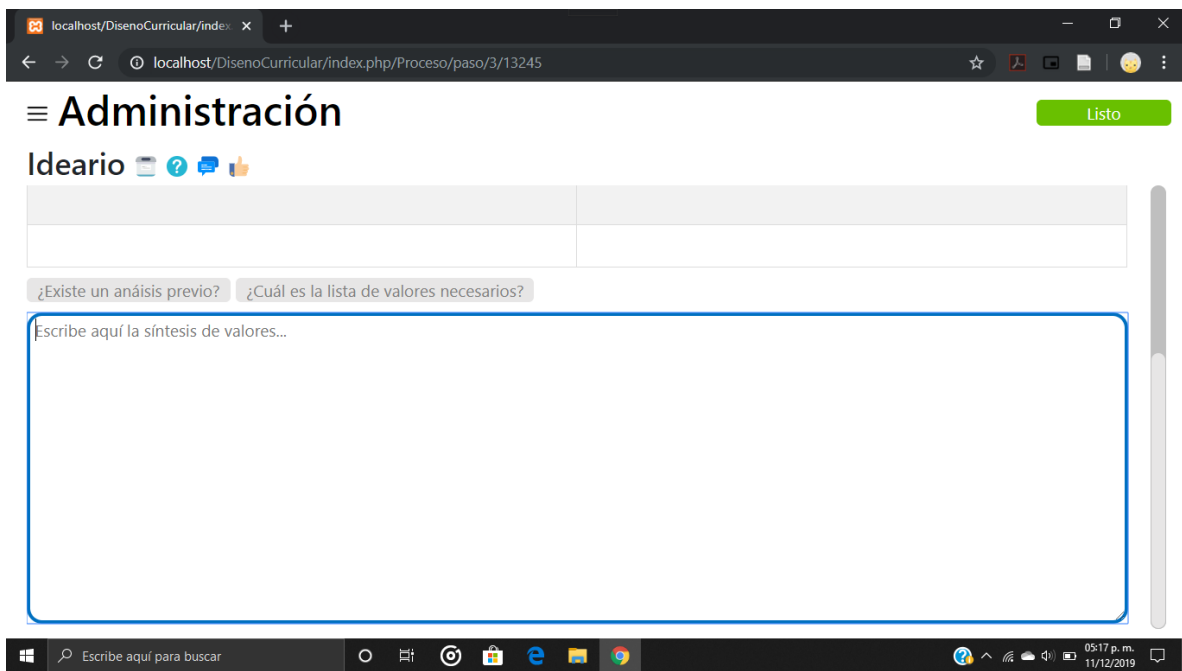 localhost/DisenoCurricular/index
localhost/DisenoCurricular/index.php/Proceso/paso/3/13245
Administración
Listo
Ideario
¿Existe un anáisis previo? ¿Cuál es la lista de valores necesarios?
Escribe aquí la síntesis de valores...
Escribe aquí para buscar
05:17 p. m.
11/12/2019